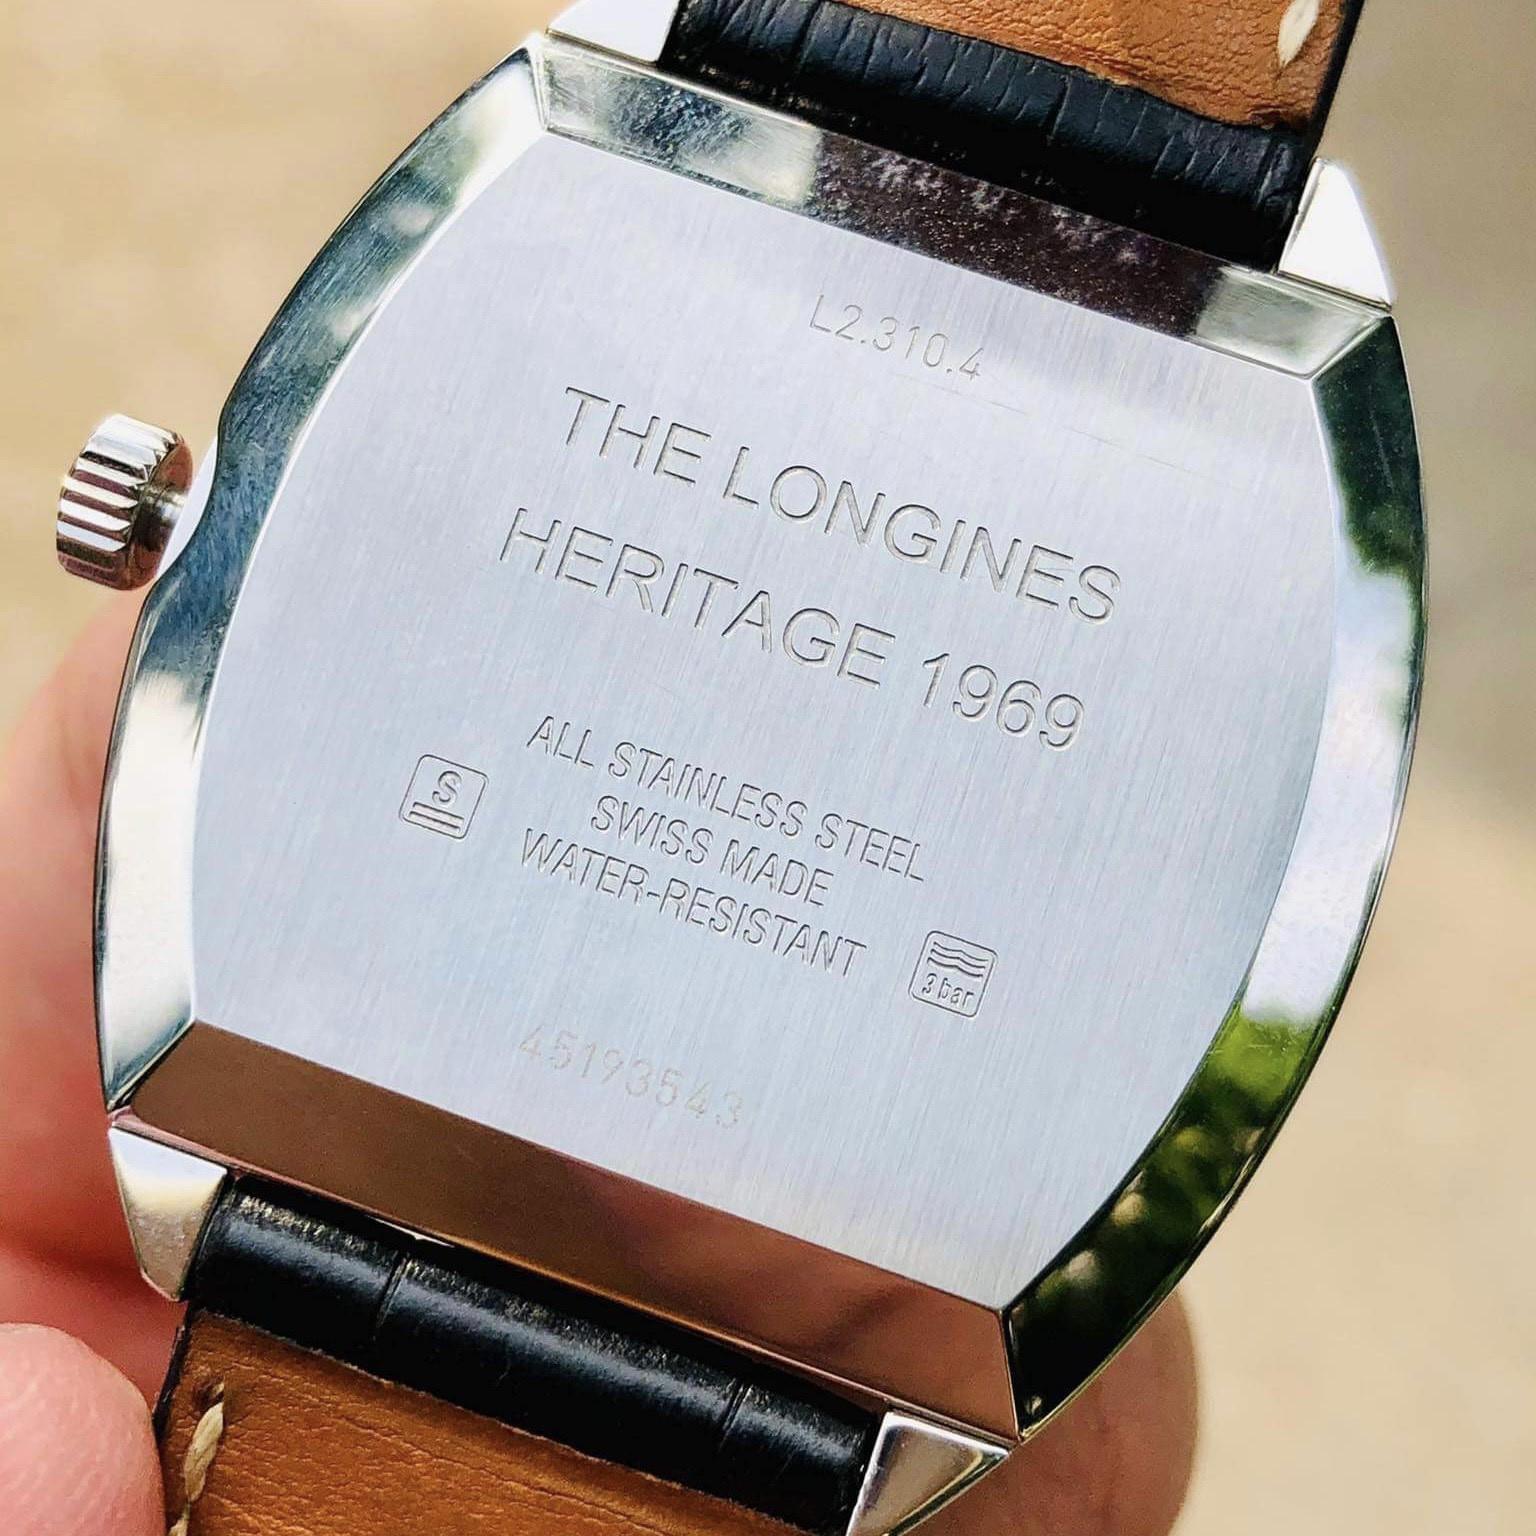 L2.310.4
THE LONGINES
HERITAGE 1969
ALL STAINLESS STEEL
S
SWISS MADE
WATER-RESISTANT
3 bar
45193543